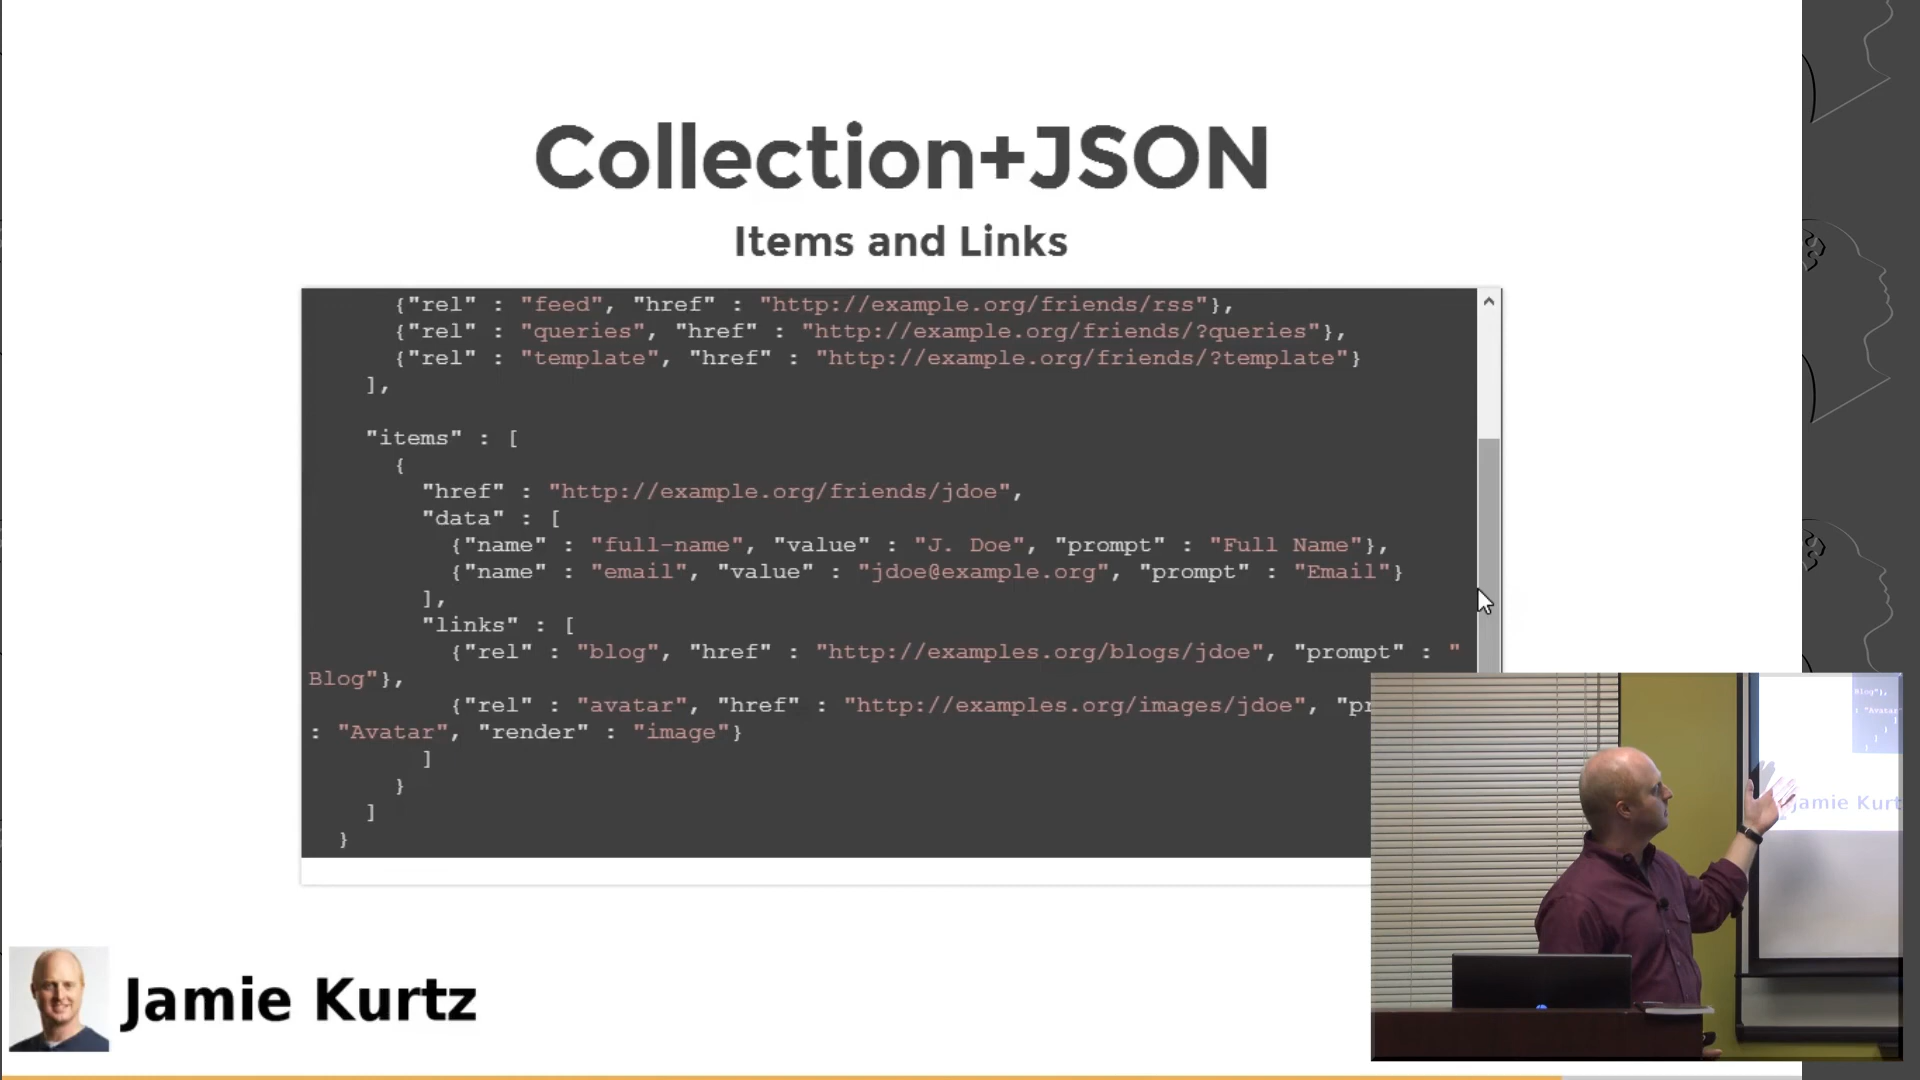 Collection+JSON
Items and Links
{"rel" : "feed", "href" : "http://example.org/friends/rss"},
{"rel" : "queries", "href" : "http://example.org/friends/?queries"},
{"rel" : "template", "href" : "http://example.org/friends/?template"}
],
"items" : [
{
"href" : "http://example.org/friends/jdoe",
"data" : [
{"name" : "full-name", "value" : "J. Doe", "prompt" : "Full Name"},
{"name" : "email", "value" : "jdoe@example.org", "prompt" : "Email"}
],
"links" : [
{"rel" : "blog", "href" : "http://examples.org/blogs/jdoe", "prompt" : "
Blog"},
{"rel" : "avatar", "href" : "http://examples.org/images/jdoe", "pr
: "Avatar", "render" : "image"}
]
}
]
}
Blog"},
: "Avatar
]
}
]
Jamie Kurt
Jamie Kurtz